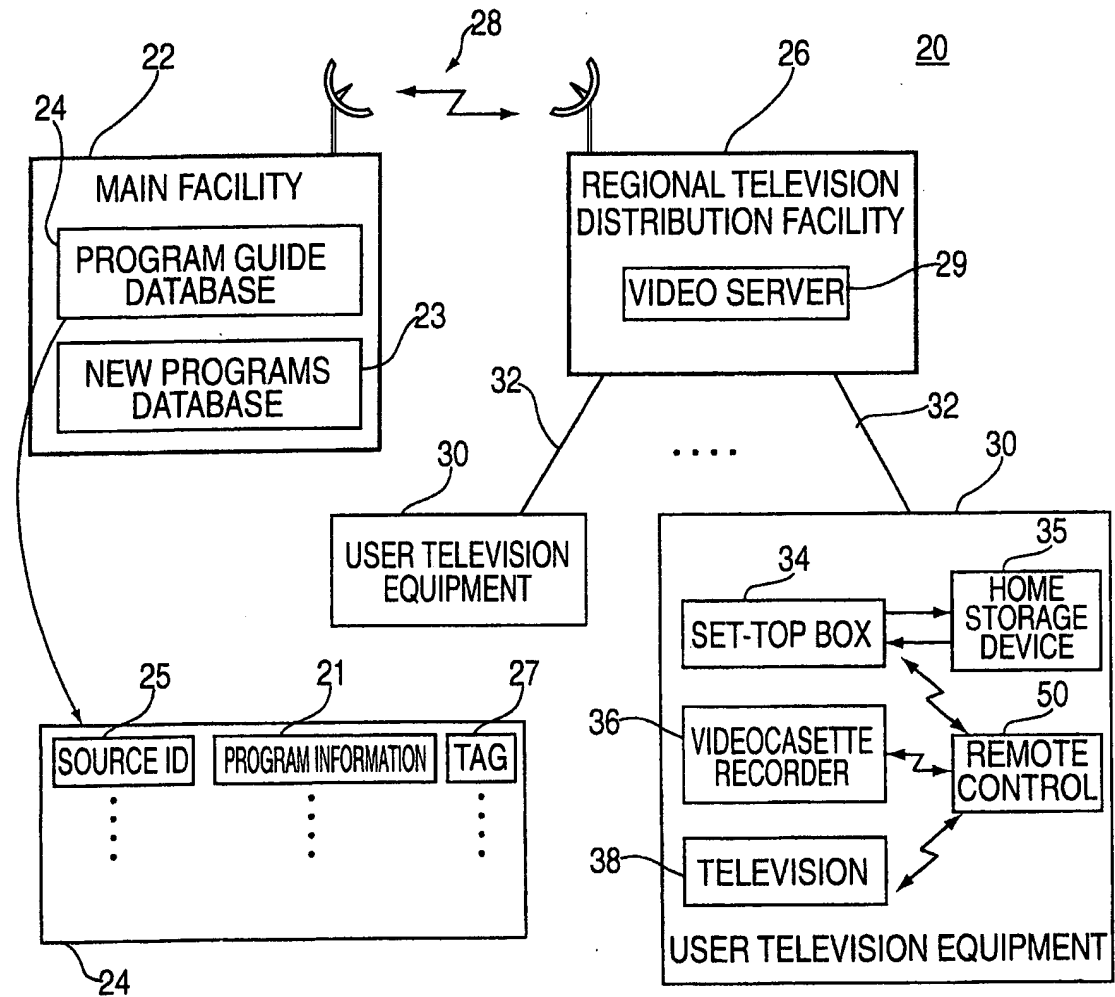 28
20
22
26
24
MAIN FACILITY
PROGRAM GUIDE
DATABASE
23
NEW PROGRAMS
DATABASE
REGIONAL TELEVISION
DISTRIBUTION FACILITY
29
VIDEO SERVER
32
32
30
30
USER TELEVISION
EQUIPMENT
34
35
SET-TOP BOX
HOME
STORAGE
DEVICE
36
VIDEOCASETTE
RECORDER
50
REMOTE
CONTROL
38
TELEVISION
USER TELEVISION EQUIPMENT
25
21
27
SOURCE ID
PROGRAM INFORMATION
TAG
24